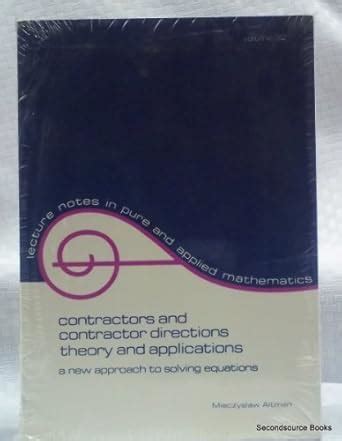 lecture notes in pure and applied mathematics
contractors and
contractor directions
theory and applications
a new approach to solving equations
Mieczyslaw Altman
Secondsource Books